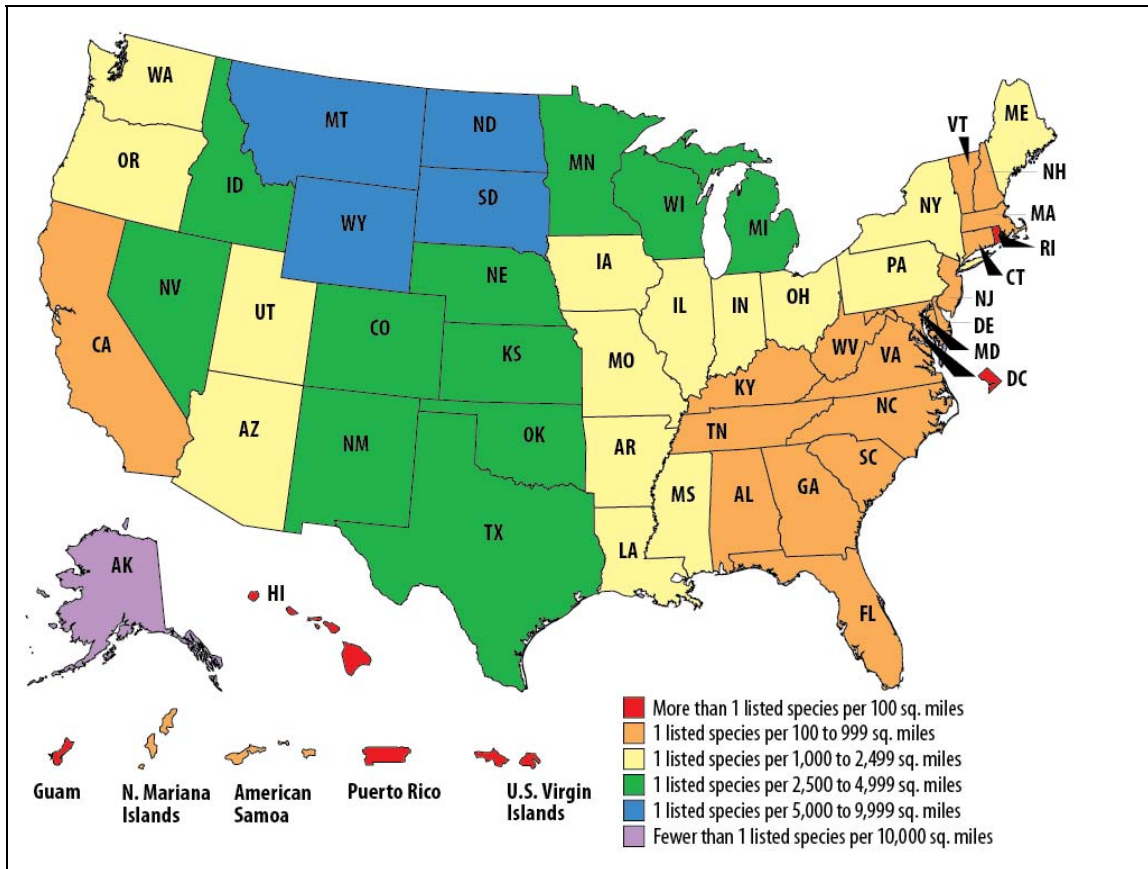 WA
MT
ND
MN
VT
ME
OR
ID
NH
WY
SD
WI
MI
NY
MA
RI
CT
NV
UT
NE
IA
PA
NJ
CA
CO
IL
IN
OH
DE
KS
MO
WV
VA
MD
KY
DC
AZ
NM
OK
AR
TN
NC
SC
TX
MS
AL
GA
LA
FL
AK
HI
More than 1 listed species per 100 sq. miles
1 listed species per 100 to 999 sq. miles
1 listed species per 1,000 to 2,499 sq. miles
1 listed species per 2,500 to 4,999 sq. miles
1 listed species per 5,000 to 9,999 sq. miles
Fewer than 1 listed species per 10,000 sq. miles
Guam
N. Mariana
Islands
American
Samoa
Puerto Rico
U.S. Virgin
Islands